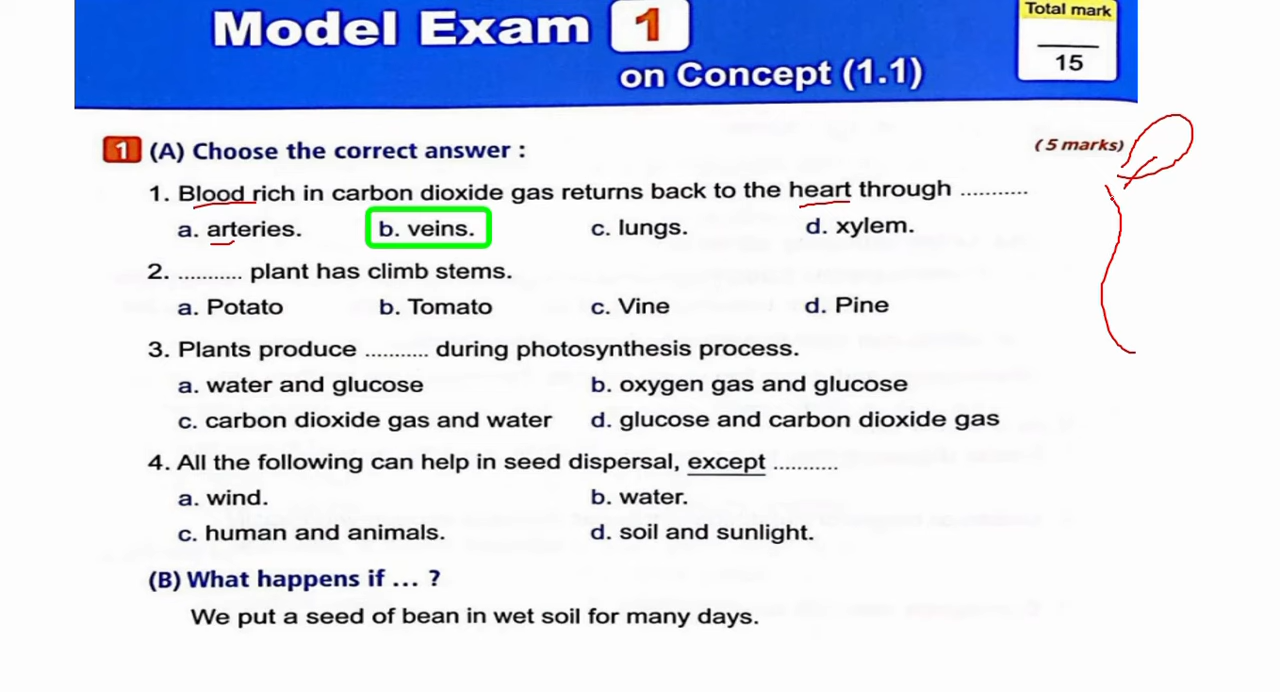 Model Exam 1
on Concept (1.1)
Total mark
15
1 (A) Choose the correct answer :
(5 marks)
1. Blood rich in carbon dioxide gas returns back to the heart through ...........
a. arteries. b. veins. c. lungs. d. xylem.
2. ........... plant has climb stems.
a. Potato b. Tomato c. Vine d. Pine
3. Plants produce ........... during photosynthesis process.
a. water and glucose b. oxygen gas and glucose
c. carbon dioxide gas and water d. glucose and carbon dioxide gas
4. All the following can help in seed dispersal, except ...........
a. wind. b. water.
c. human and animals. d. soil and sunlight.
(B) What happens if ... ?
We put a seed of bean in wet soil for many days.